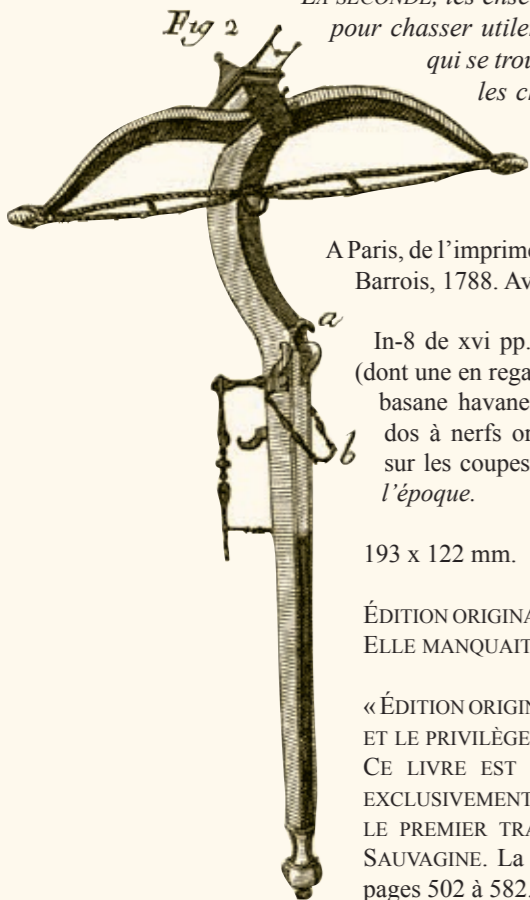 Fig 2
LA SECONDE, les
pour chasser
qui se
les
a
A Paris, de l'imprime
Barrois, 1788. Av
In-8 de xvi pp.
(dont une en rega
basane havane
dos à nerfs or
sur les coupes
l'époque.
b
193 x 122 mm.
ÉDITION ORIGINA
ELLE MANQUAIT
« ÉDITION ORIGIN
ET LE PRIVILÈGE
CE LIVRE EST
EXCLUSIVEMENT
LE PREMIER TRA
SAUVAGINE. La
pages 502 à 582.